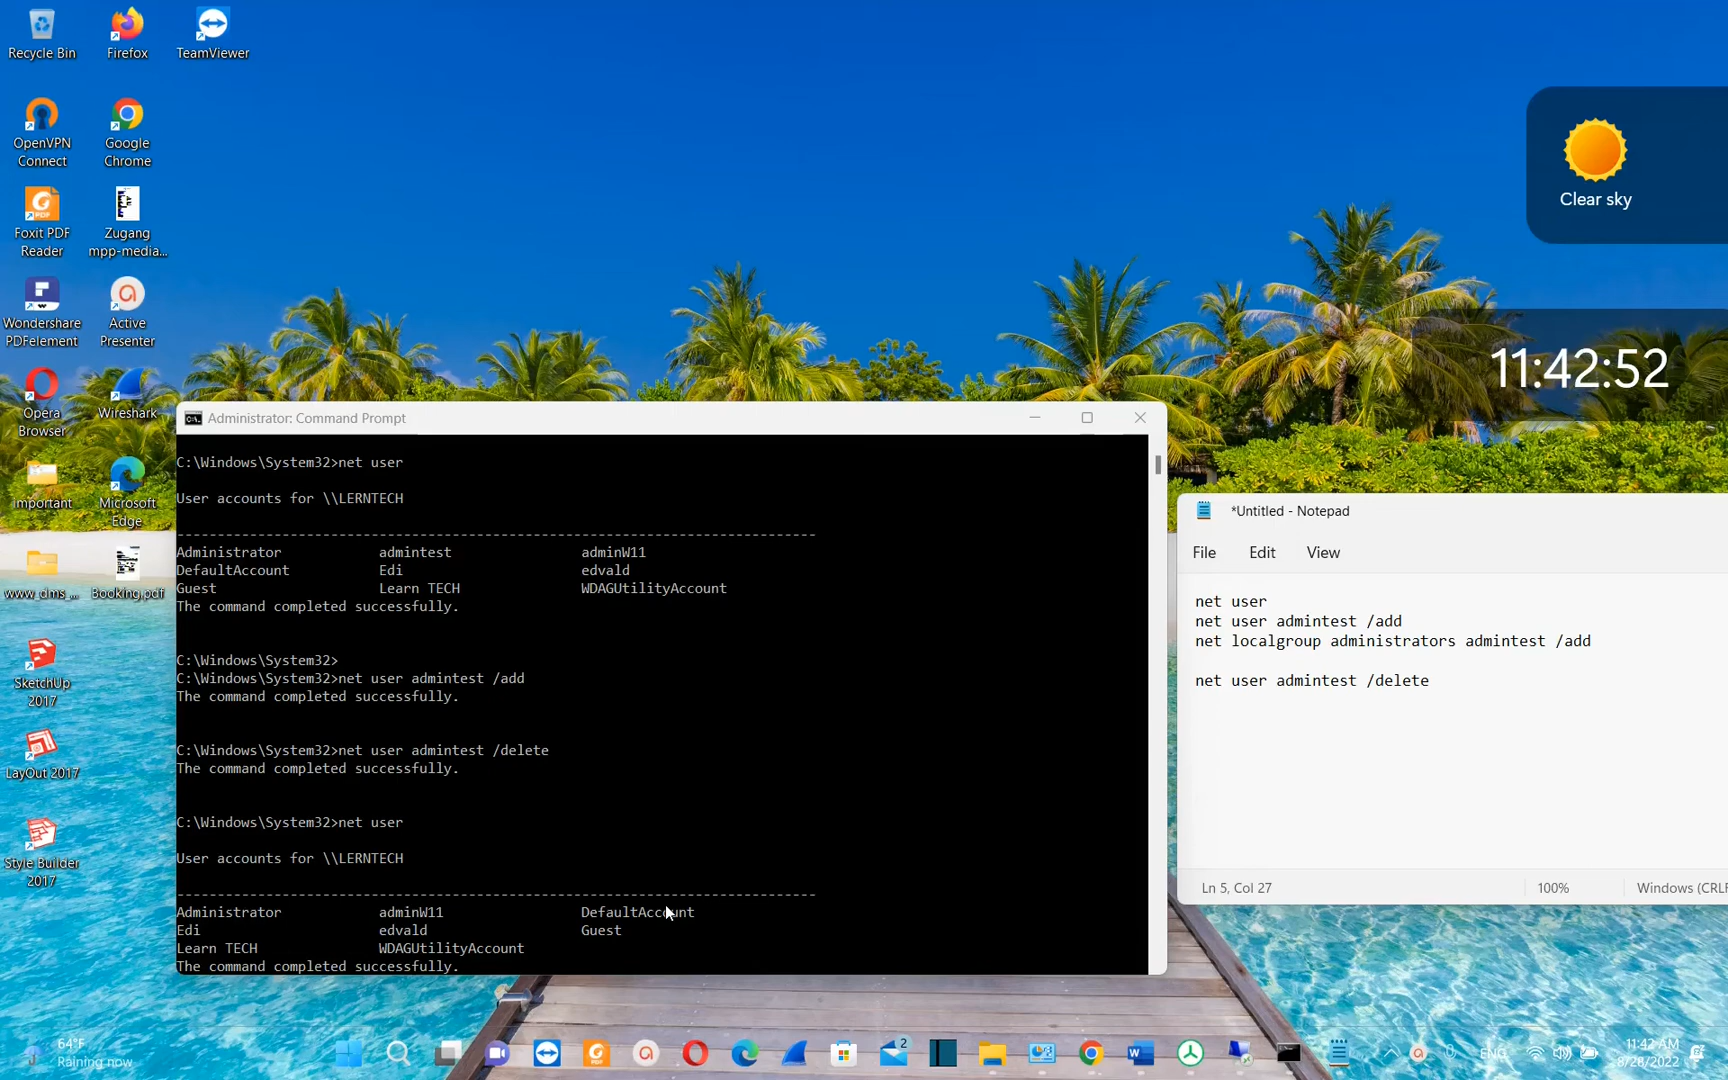 Recycle Bin
Firefox
TeamViewer
OpenVPN
Connect
Google
Chrome
Foxit PDF
Reader
Zugang
mpp-media...
Wondershare
PDFelement
Active
Presenter
Opera
Browser
Wireshark
Important
Microsoft
Edge
www_dms_...
Booking.pdf
SketchUp
2017
LayOut 2017
Style Builder
2017
Clear sky
11:42:52
Administrator: Command Prompt
C:\Windows\System32>net user
User accounts for \\LERNTECH
-------------------------------------------------------------------------------
Administrator admintest adminW11
DefaultAccount Edi edvald
Guest Learn TECH WDAGUtilityAccount
The command completed successfully.
C:\Windows\System32>
C:\Windows\System32>net user admintest /add
The command completed successfully.
C:\Windows\System32>net user admintest /delete
The command completed successfully.
C:\Windows\System32>net user
User accounts for \\LERNTECH
-------------------------------------------------------------------------------
Administrator adminW11 DefaultAccount
Edi edvald Guest
Learn TECH WDAGUtilityAccount
The command completed successfully.
*Untitled - Notepad
File Edit View
net user
net user admintest /add
net localgroup administrators admintest /add
net user admintest /delete
Ln 5, Col 27 100% Windows (CRLF
64°F
Raining now
2
ENG
11:42 AM
8/28/2022